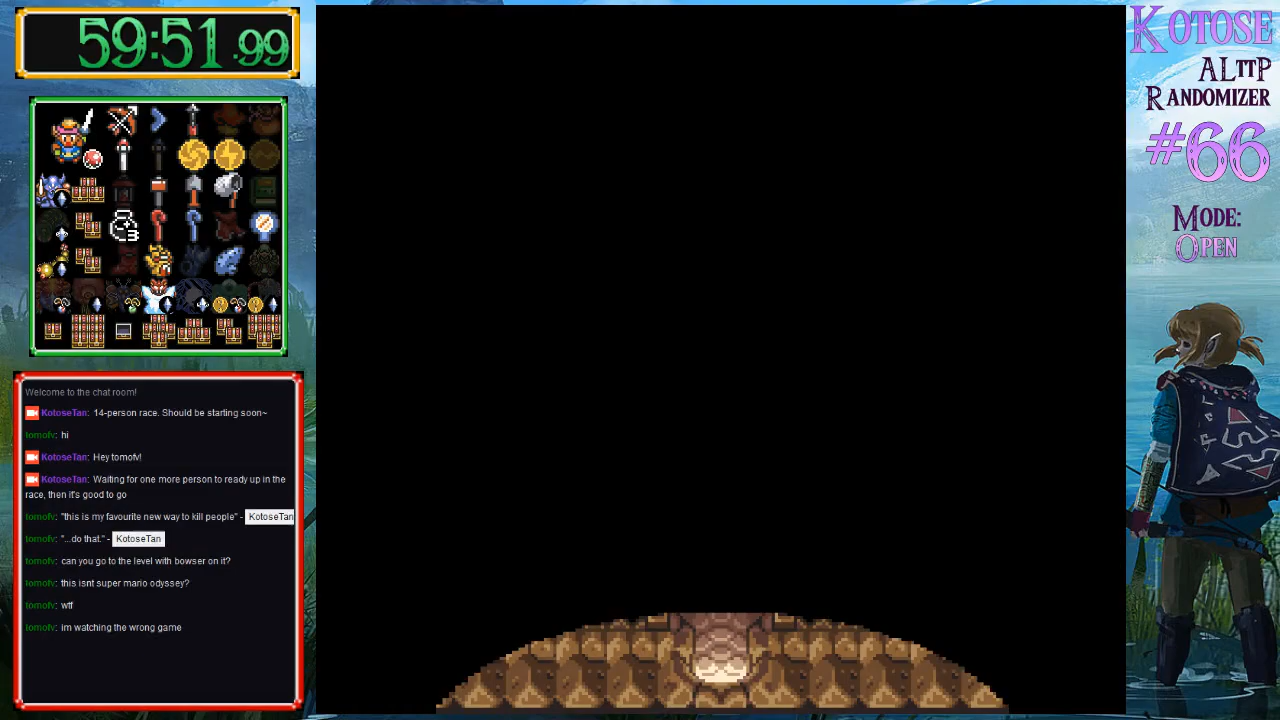 59:51.99
KOTOSE
ALTTP
RANDOMIZER
#66
MODE:
OPEN
Welcome to the chat room!
KotoseTan: 14-person race. Should be starting soon~
tomofv: hi
KotoseTan: Hey tomofv!
KotoseTan: Waiting for one more person to ready up in the
race, then it's good to go
tomofv: "this is my favourite new way to kill people" - KotoseTan
tomofv: "...do that." - KotoseTan
tomofv: can you go to the level with bowser on it?
tomofv: this isnt super mario odyssey?
tomofv: wtf
tomofv: im watching the wrong game